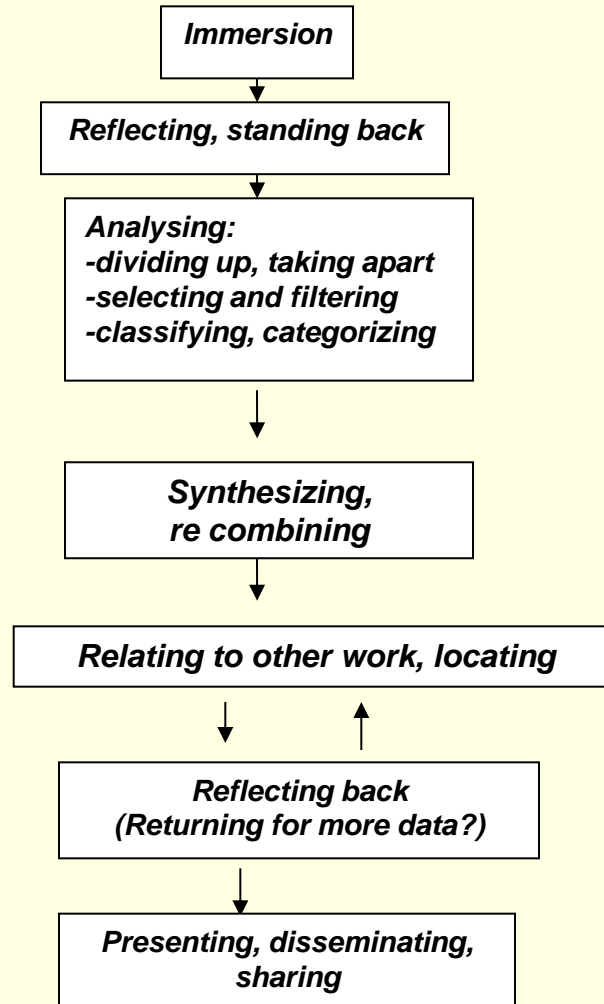 Immersion
Reflecting, standing back
Analysing:
-dividing up, taking apart
-selecting and filtering
-classifying, categorizing
Synthesizing,
re combining
Relating to other work, locating
Reflecting back
(Returning for more data?)
Presenting, disseminating,
sharing